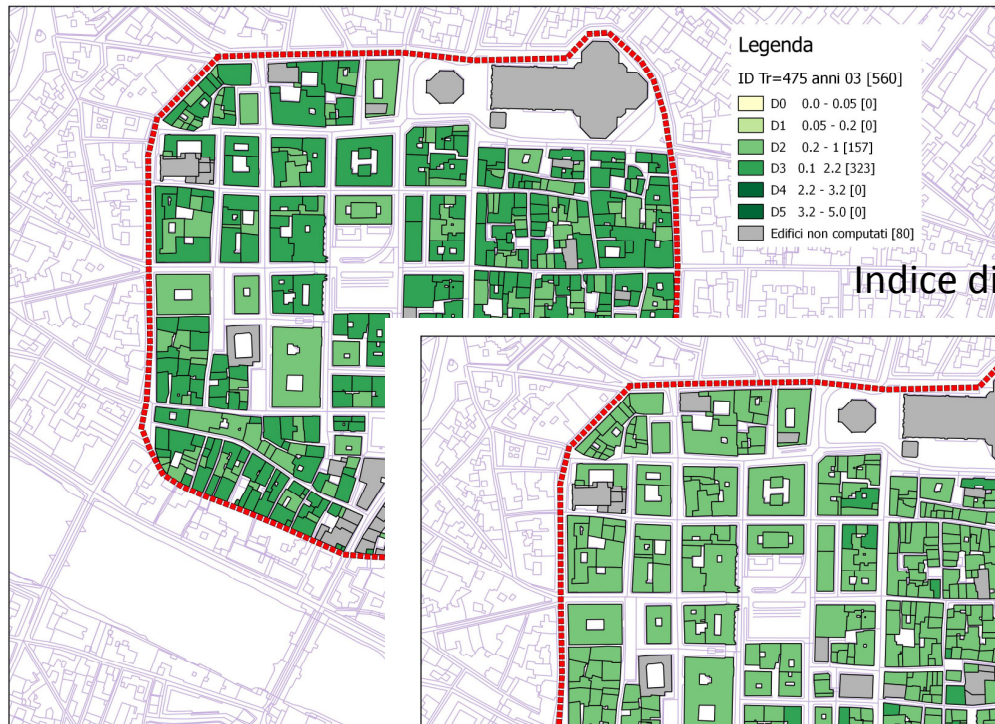 Legenda
ID Tr=475 anni 03 [560]
D0 0.0 - 0.05 [0]
D1 0.05 - 0.2 [0]
D2 0.2 - 1 [157]
D3 0.1 2.2 [323]
D4 2.2 - 3.2 [0]
D5 3.2 - 5.0 [0]
Edifici non computati [80]
Indice di